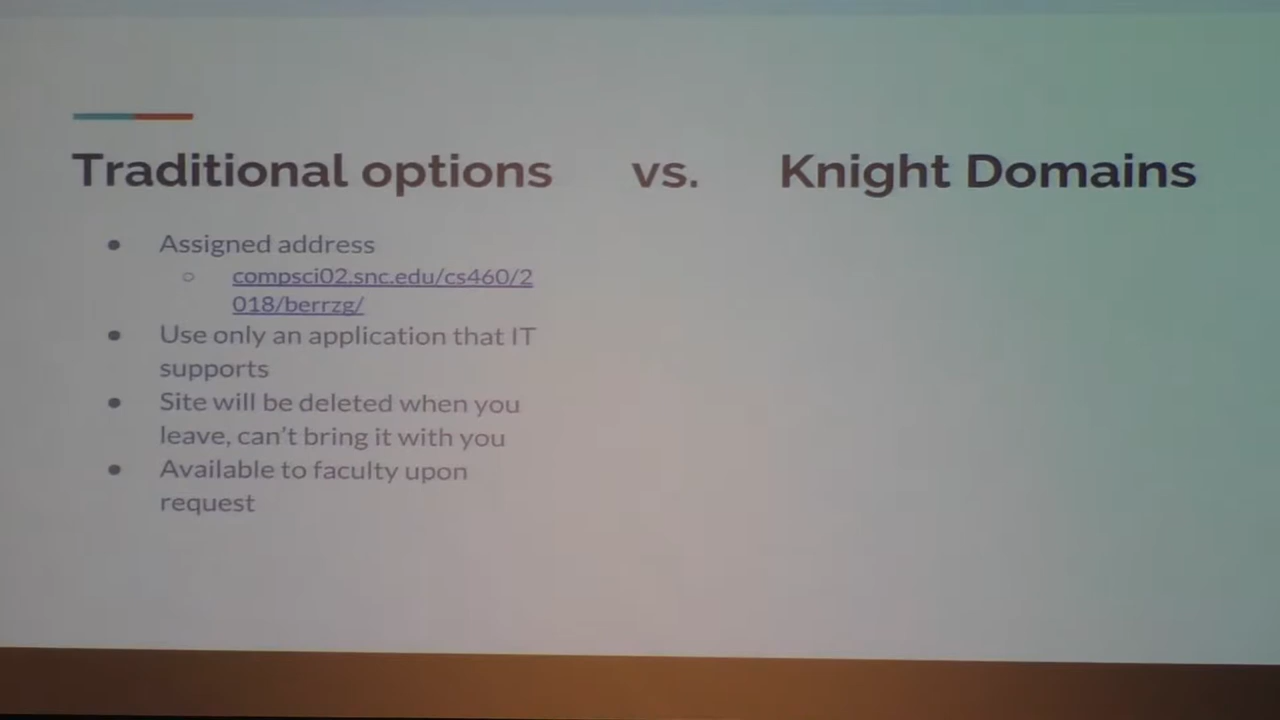 Traditional options vs. Knight Domains
● Assigned address
○ compsci02.snc.edu/cs460/2
018/berrzg/
● Use only an application that IT
supports
● Site will be deleted when you
leave, can't bring it with you
● Available to faculty upon
request